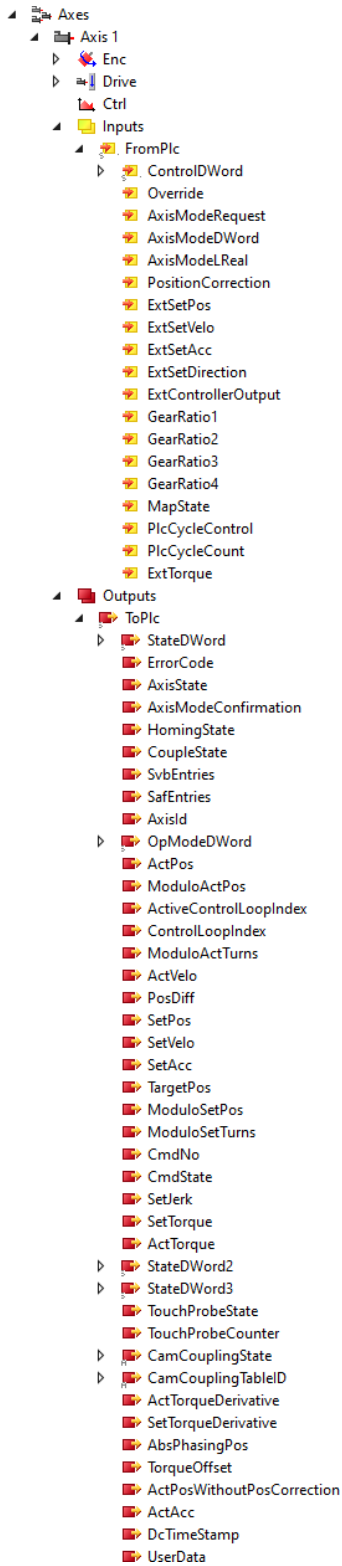 Axes
Axis 1
Enc
Drive
Ctrl
Inputs
FromPlc
ControlDWord
Override
AxisModeRequest
AxisModeDWord
AxisModeLReal
PositionCorrection
ExtSetPos
ExtSetVelo
ExtSetAcc
ExtSetDirection
ExtControllerOutput
GearRatio1
GearRatio2
GearRatio3
GearRatio4
MapState
PlcCycleControl
PlcCycleCount
ExtTorque
Outputs
ToPlc
StateDWord
ErrorCode
AxisState
AxisModeConfirmation
HomingState
CoupleState
SvbEntries
SafEntries
AxisId
OpModeDWord
ActPos
ModuloActPos
ActiveControlLoopIndex
ControlLoopIndex
ModuloActTurns
ActVelo
PosDiff
SetPos
SetVelo
SetAcc
TargetPos
ModuloSetPos
ModuloSetTurns
CmdNo
CmdState
SetJerk
SetTorque
ActTorque
StateDWord2
StateDWord3
TouchProbeState
TouchProbeCounter
CamCouplingState
CamCouplingTableID
ActTorqueDerivative
SetTorqueDerivative
AbsPhasingPos
TorqueOffset
ActPosWithoutPosCorrection
ActAcc
DcTimeStamp
UserData